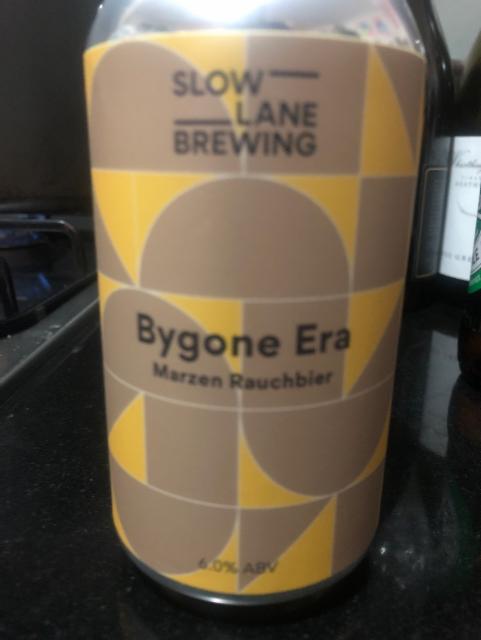 SLOW
LANE
BREWING
Bygone Era
Marzen Rauchbier
6.0% ABV